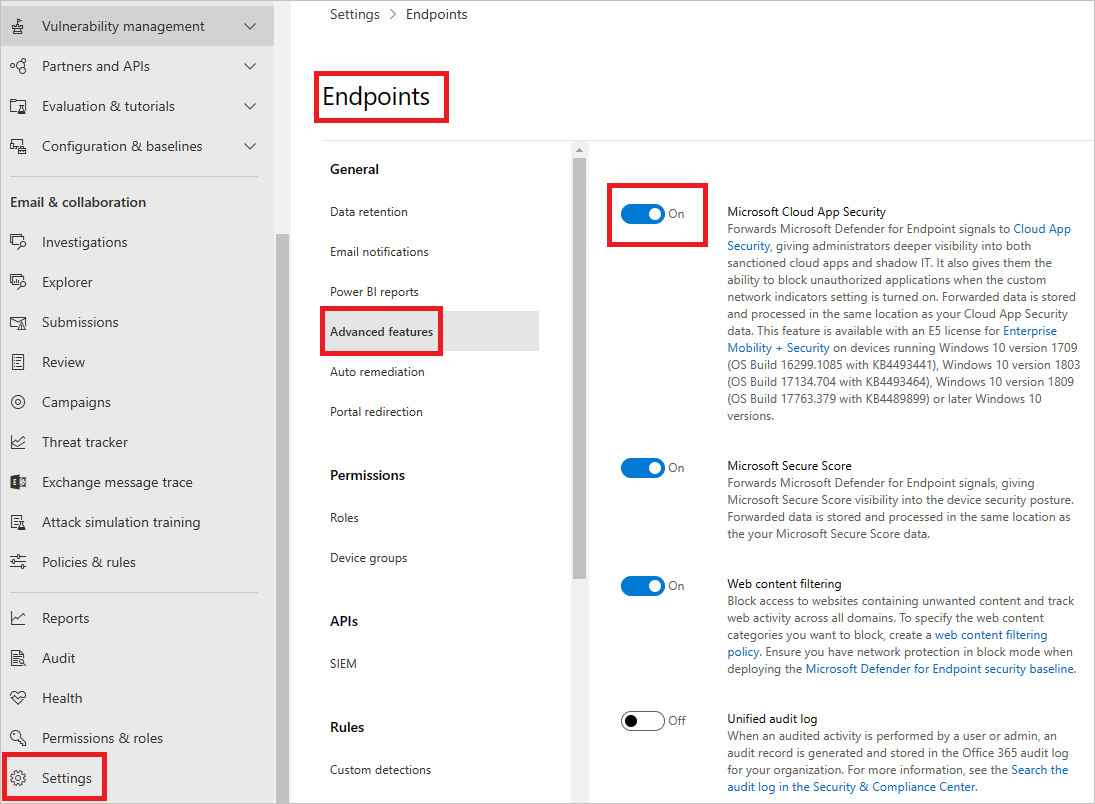 Vulnerability management
Partners and APIs
Evaluation & tutorials
Configuration & baselines
Email & collaboration
Investigations
Explorer
Submissions
Review
Campaigns
Threat tracker
Exchange message trace
Attack simulation training
Policies & rules
Reports
Audit
Health
Permissions & roles
Settings
Settings > Endpoints
Endpoints
General
Data retention
Email notifications
Power BI reports
Advanced features
Auto remediation
Portal redirection
Permissions
Roles
Device groups
APIs
SIEM
Rules
Custom detections
On
Microsoft Cloud App Security
Forwards Microsoft Defender for Endpoint signals to Cloud App
Security, giving administrators deeper visibility into both
sanctioned cloud apps and shadow IT. It also gives them the
ability to block unauthorized applications when the custom
network indicators setting is turned on. Forwarded data is stored
and processed in the same location as your Cloud App Security
data. This feature is available with an E5 license for Enterprise
Mobility + Security on devices running Windows 10 version 1709
(OS Build 16299.1085 with KB4493441), Windows 10 version 1803
(OS Build 17134.704 with KB4493464), Windows 10 version 1809
(OS Build 17763.379 with KB4489899) or later Windows 10
versions.
On
Microsoft Secure Score
Forwards Microsoft Defender for Endpoint signals, giving
Microsoft Secure Score visibility into the device security posture.
Forwarded data is stored and processed in the same location as
the your Microsoft Secure Score data.
On
Web content filtering
Block access to websites containing unwanted content and track
web activity across all domains. To specify the web content
categories you want to block, create a web content filtering
policy. Ensure you have network protection in block mode when
deploying the Microsoft Defender for Endpoint security baseline.
Off
Unified audit log
When an audited activity is performed by a user or admin, an
audit record is generated and stored in the Office 365 audit log
for your organization. For more information, see the Search the
audit log in the Security & Compliance Center.